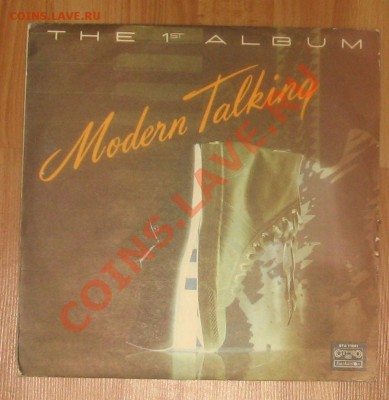 COINS.LAVE.RU
THE 1ST ALBUM
Modern Talking
COINS.LAVE.RU